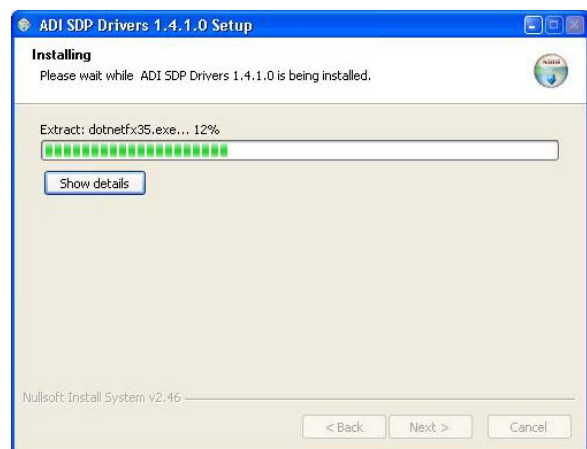 ADI SDP Drivers 1.4.1.0 Setup
Installing
Please wait while ADI SDP Drivers 1.4.1.0 is being installed.
Extract: dotnetfx35.exe... 12%
Show details
Nullsoft Install System v2.46
< Back Next > Cancel